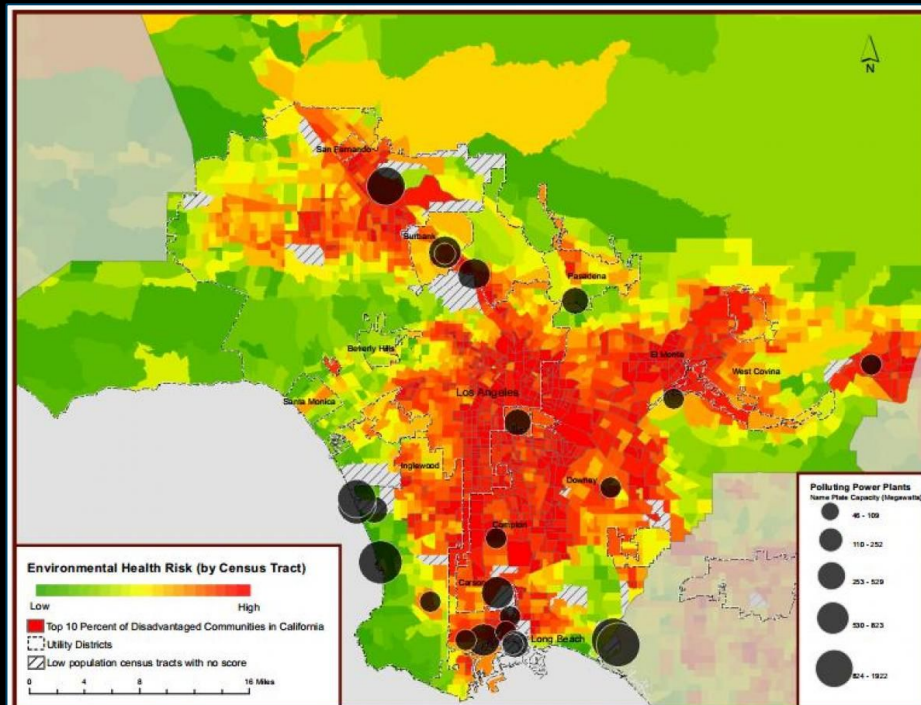 N
San Fernando
Burbank
Pasadena
Beverly Hills
El Monte
West Covina
Los Angeles
Santa Monica
Inglewood
Downey
Compton
Carson
Long Beach
Environmental Health Risk (by Census Tract)
Low High
Top 10 Percent of Disadvantaged Communities in California
Utility Districts
Low population census tracts with no score
0 4 8 16 Miles
Polluting Power Plants
Name Plate Capacity (Megawatts)
46 - 109
110 - 252
253 - 529
530 - 823
824 - 1922